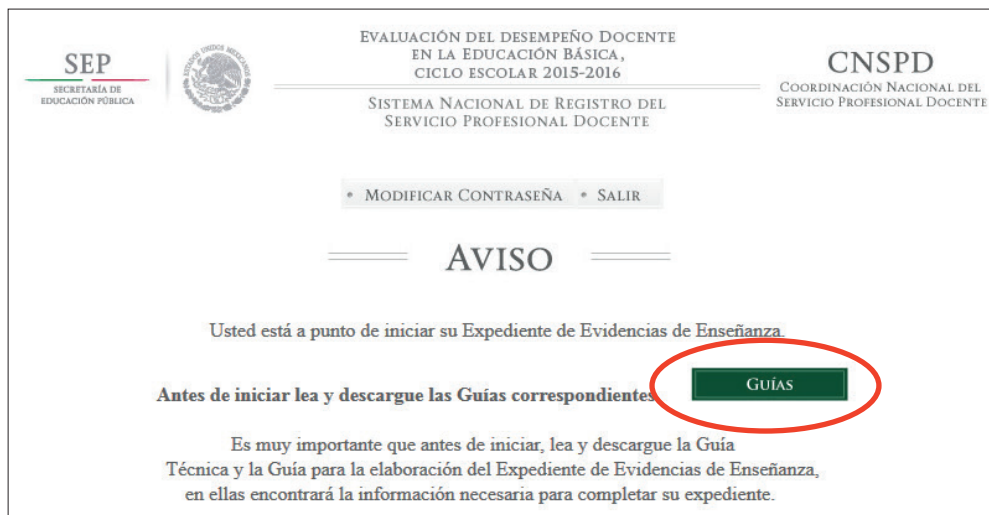 SEP
SECRETARÍA DE
EDUCACIÓN PÚBLICA
ESTADOS UNIDOS MEXICANOS
EVALUACIÓN DEL DESEMPEÑO DOCENTE
EN LA EDUCACIÓN BÁSICA,
CICLO ESCOLAR 2015-2016
SISTEMA NACIONAL DE REGISTRO DEL
SERVICIO PROFESIONAL DOCENTE
CNSPD
COORDINACIÓN NACIONAL DEL
SERVICIO PROFESIONAL DOCENTE
• MODIFICAR CONTRASEÑA • SALIR
AVISO
Usted está a punto de iniciar su Expediente de Evidencias de Enseñanza.
Antes de iniciar lea y descargue las Guías correspondientes GUÍAS
Es muy importante que antes de iniciar, lea y descargue la Guía
Técnica y la Guía para la elaboración del Expediente de Evidencias de Enseñanza,
en ellas encontrará la información necesaria para completar su expediente.